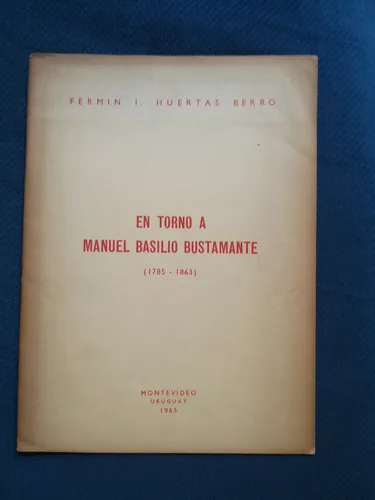 FERMIN I. HUERTAS BERRO
EN TORNO A
MANUEL BASILIO BUSTAMANTE
(1785 - 1863)
MONTEVIDEO
URUGUAY
1965